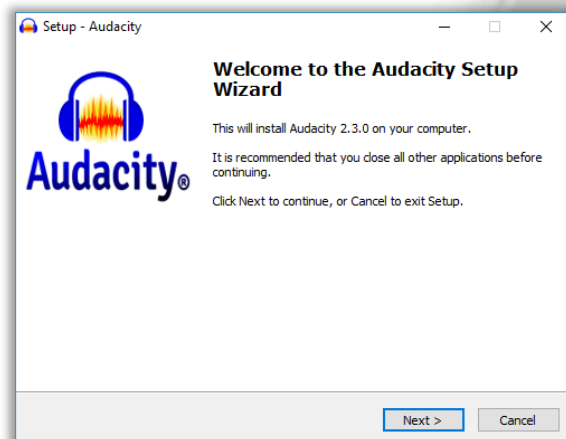 Setup - Audacity
Audacity®
Welcome to the Audacity Setup
Wizard
This will install Audacity 2.3.0 on your computer.
It is recommended that you close all other applications before
continuing.
Click Next to continue, or Cancel to exit Setup.
Next >
Cancel